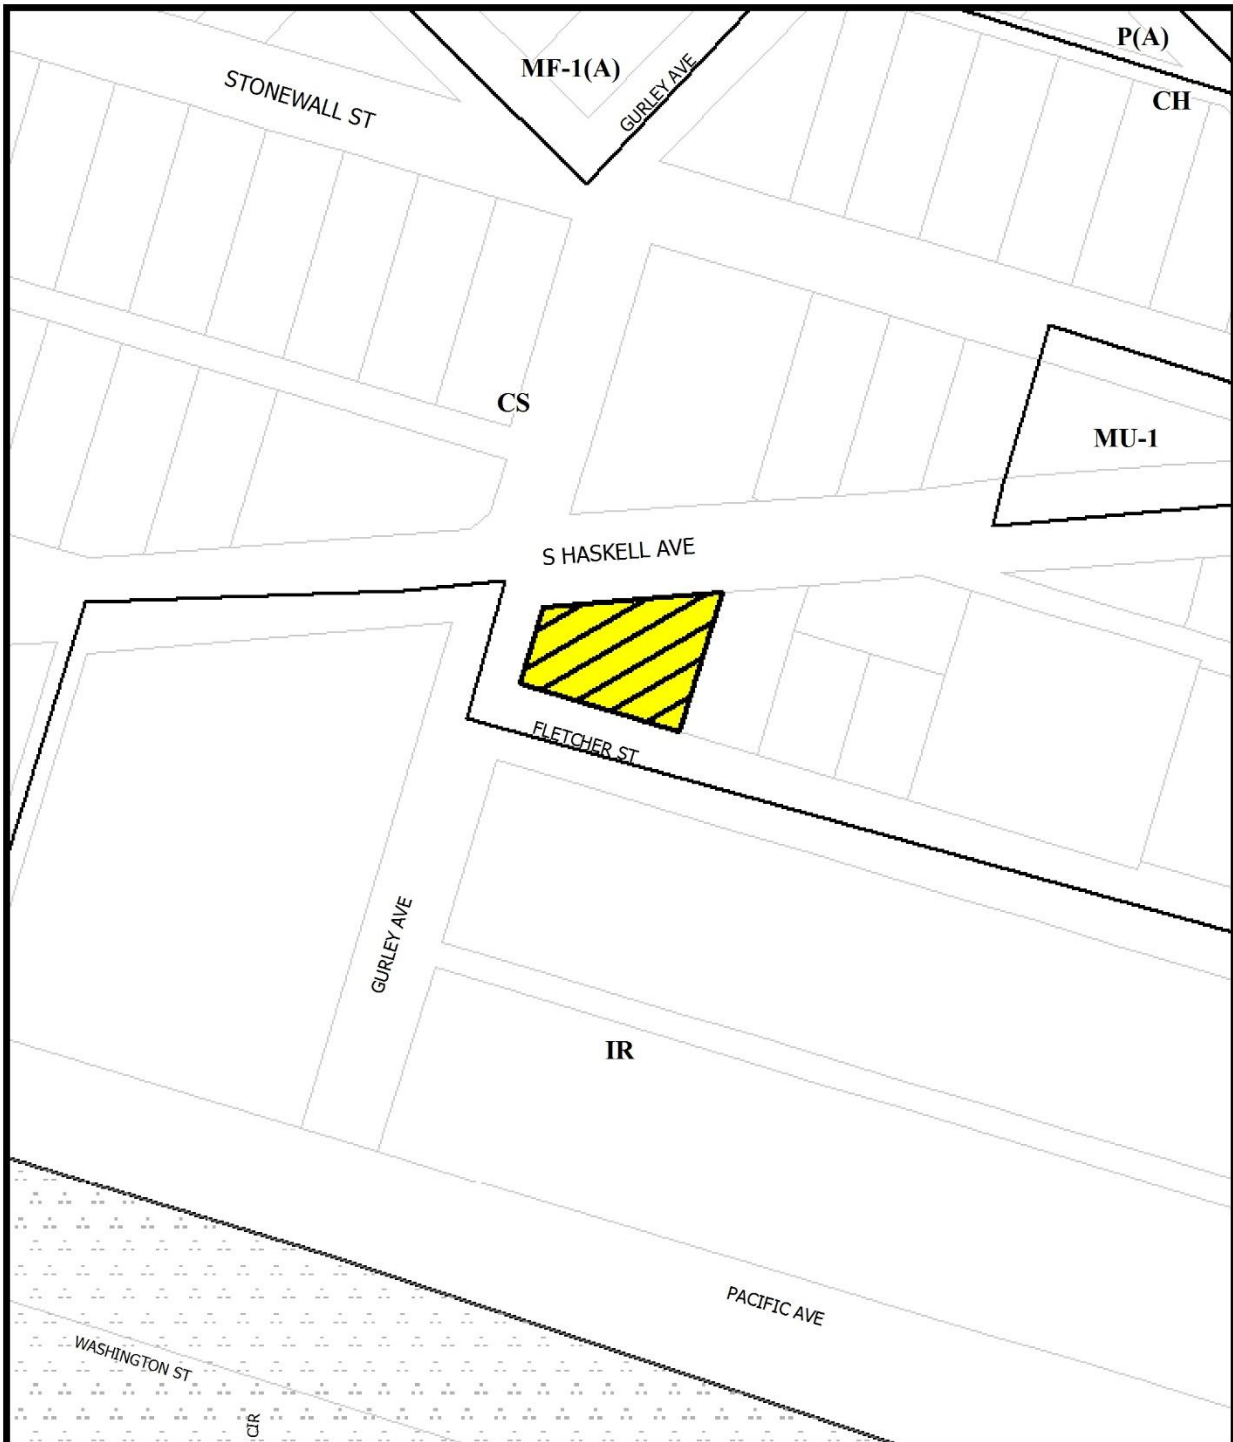 P(A)
MF-1(A)
GURLEY AVE
CH
STONEWALL ST
CS
MU-1
S HASKELL AVE
FLETCHER ST
GURLEY AVE
IR
PACIFIC AVE
WASHINGTON ST
CIR